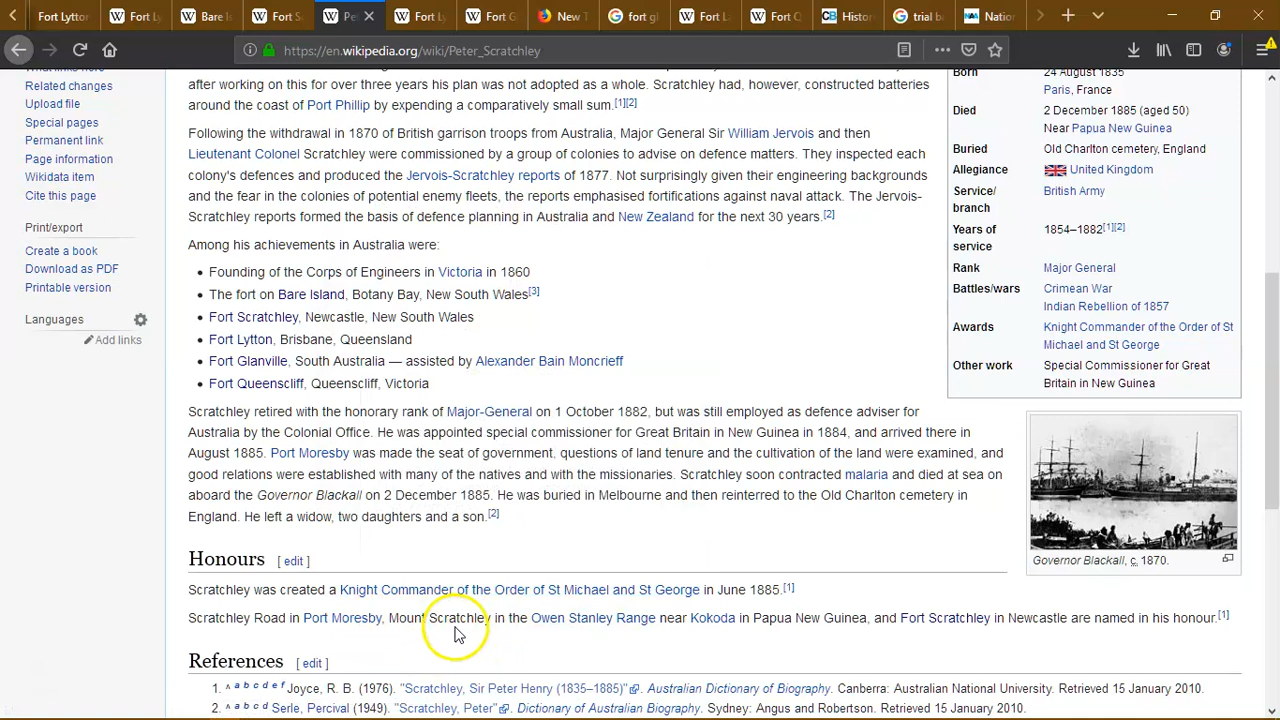 Fort Lytton
Fort Ly
Bare Is
Fort S
Pe
Fort Ly
Fort G
New T
fort gl
Fort L
Fort Q
Histor
trial b
Nation
https://en.wikipedia.org/wiki/Peter_Scratchley
Related changes
Upload file
Special pages
Permanent link
Page information
Wikidata item
Cite this page
Print/export
Create a book
Download as PDF
Printable version
Languages
Add links
after working on this for over three years his plan was not adopted as a whole. Scratchley had, however, constructed batteries
around the coast of Port Phillip by expending a comparatively small sum.[1][2]
Following the withdrawal in 1870 of British garrison troops from Australia, Major General Sir William Jervois and then
Lieutenant Colonel Scratchley were commissioned by a group of colonies to advise on defence matters. They inspected each
colony's defences and produced the Jervois-Scratchley reports of 1877. Not surprisingly given their engineering backgrounds
and the fear in the colonies of potential enemy fleets, the reports emphasised fortifications against naval attack. The Jervois-
Scratchley reports formed the basis of defence planning in Australia and New Zealand for the next 30 years.[2]
Among his achievements in Australia were:
• Founding of the Corps of Engineers in Victoria in 1860
• The fort on Bare Island, Botany Bay, New South Wales[3]
• Fort Scratchley, Newcastle, New South Wales
• Fort Lytton, Brisbane, Queensland
• Fort Glanville, South Australia — assisted by Alexander Bain Moncrieff
• Fort Queenscliff, Queenscliff, Victoria
Scratchley retired with the honorary rank of Major-General on 1 October 1882, but was still employed as defence adviser for
Australia by the Colonial Office. He was appointed special commissioner for Great Britain in New Guinea in 1884, and arrived there in
August 1885. Port Moresby was made the seat of government, questions of land tenure and the cultivation of the land were examined, and
good relations were established with many of the natives and with the missionaries. Scratchley soon contracted malaria and died at sea on
aboard the Governor Blackall on 2 December 1885. He was buried in Melbourne and then reinterred to the Old Charlton cemetery in
England. He left a widow, two daughters and a son.[2]
Honours [ edit ]
Scratchley was created a Knight Commander of the Order of St Michael and St George in June 1885.[1]
Scratchley Road in Port Moresby, Mount Scratchley in the Owen Stanley Range near Kokoda in Papua New Guinea, and Fort Scratchley in Newcastle are named in his honour.[1]
References [ edit ]
1. ^ a b c d e f Joyce, R. B. (1976). "Scratchley, Sir Peter Henry (1835–1885)". Australian Dictionary of Biography. Canberra: Australian National University. Retrieved 15 January 2010.
2. ^ a b c d Serle, Percival (1949). "Scratchley, Peter". Dictionary of Australian Biography. Sydney: Angus and Robertson. Retrieved 15 January 2010.
Born 24 August 1835
Paris, France
Died 2 December 1885 (aged 50)
Near Papua New Guinea
Buried Old Charlton cemetery, England
Allegiance United Kingdom
Service/ British Army
branch
Years of 1854–1882[1][2]
service
Rank Major General
Battles/wars Crimean War
Indian Rebellion of 1857
Awards Knight Commander of the Order of St
Michael and St George
Other work Special Commissioner for Great
Britain in New Guinea
Governor Blackall, c. 1870.